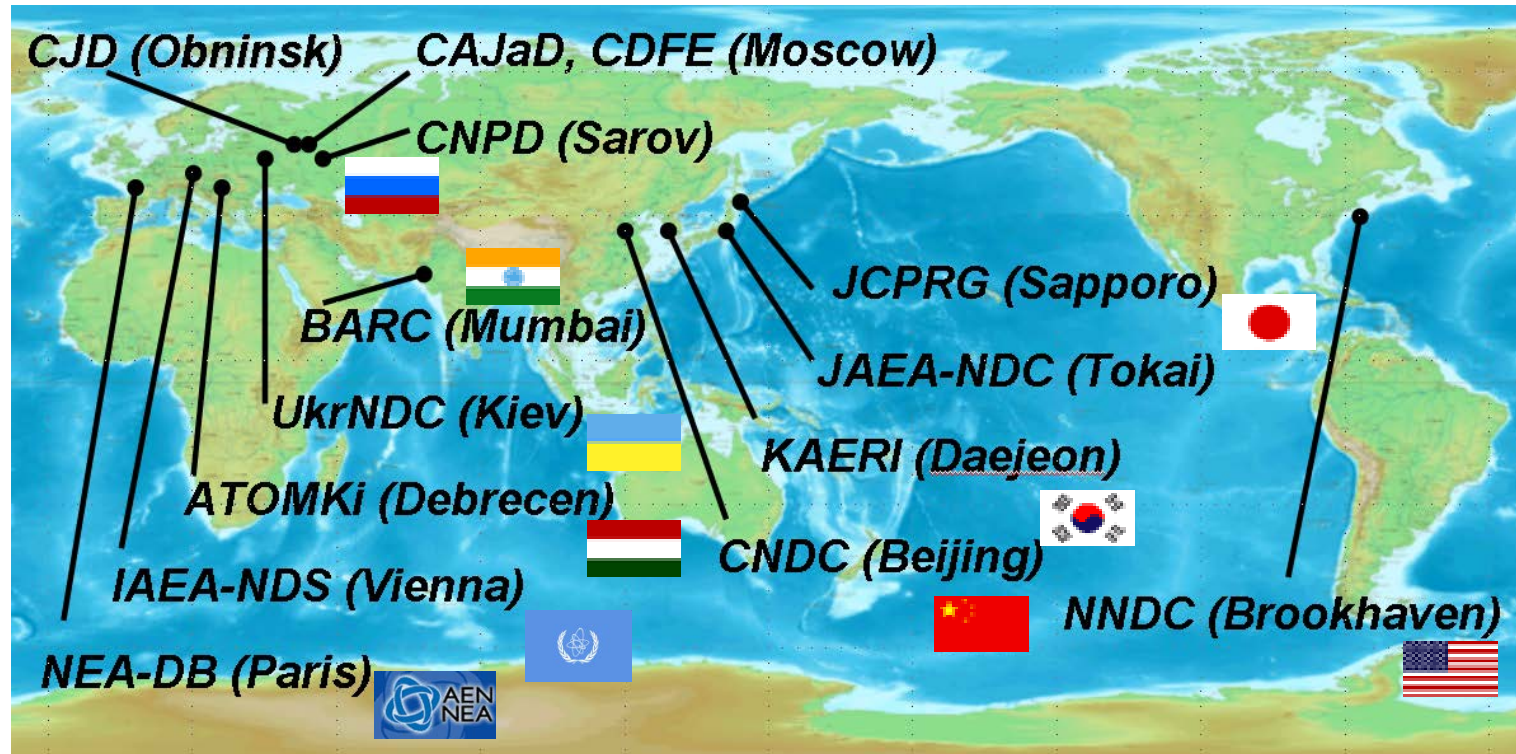 CJD (Obninsk)
CAJaD, CDFE (Moscow)
CNPD (Sarov)
BARC (Mumbai)
JCPRG (Sapporo)
JAEA-NDC (Tokai)
UkrNDC (Kiev)
KAERI (Daejeon)
ATOMKi (Debrecen)
CNDC (Beijing)
IAEA-NDS (Vienna)
NNDC (Brookhaven)
NEA-DB (Paris)
AEN
NEA